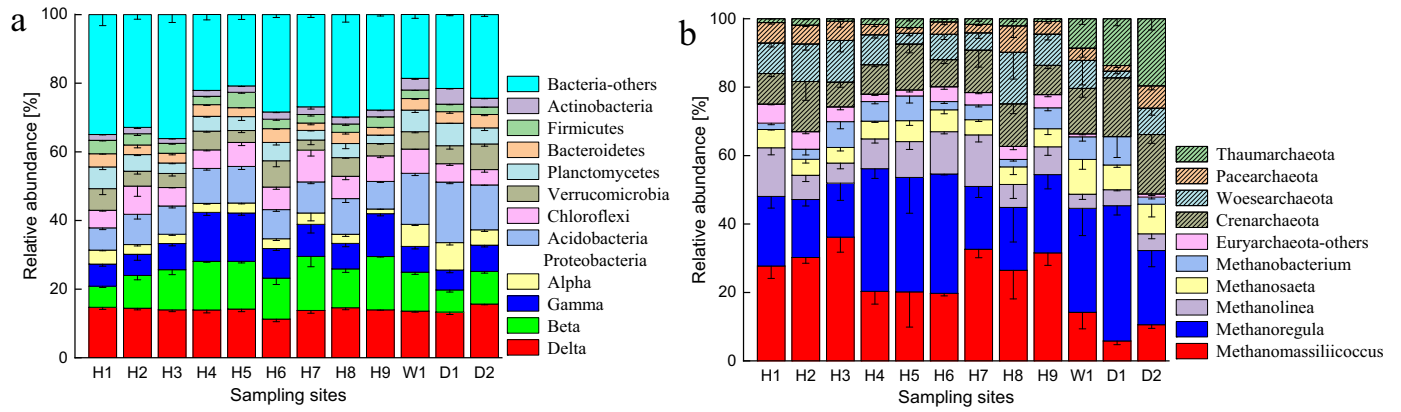 a
Relative abundance [%]
100
80
60
40
20
0
H1 H2 H3 H4 H5 H6 H7 H8 H9 W1 D1 D2
Sampling sites
Bacteria-others
Actinobacteria
Firmicutes
Bacteroidetes
Planctomycetes
Verrucomicrobia
Chloroflexi
Acidobacteria
Proteobacteria
Alpha
Gamma
Beta
Delta
b
Relative abundance [%]
100
80
60
40
20
0
H1 H2 H3 H4 H5 H6 H7 H8 H9 W1 D1 D2
Sampling sites
Thaumarchaeota
Pacearchaeota
Woesearchaeota
Crenarchaeota
Euryarchaeota-others
Methanobacterium
Methanosaeta
Methanolinea
Methanoregula
Methanomassiliicoccus